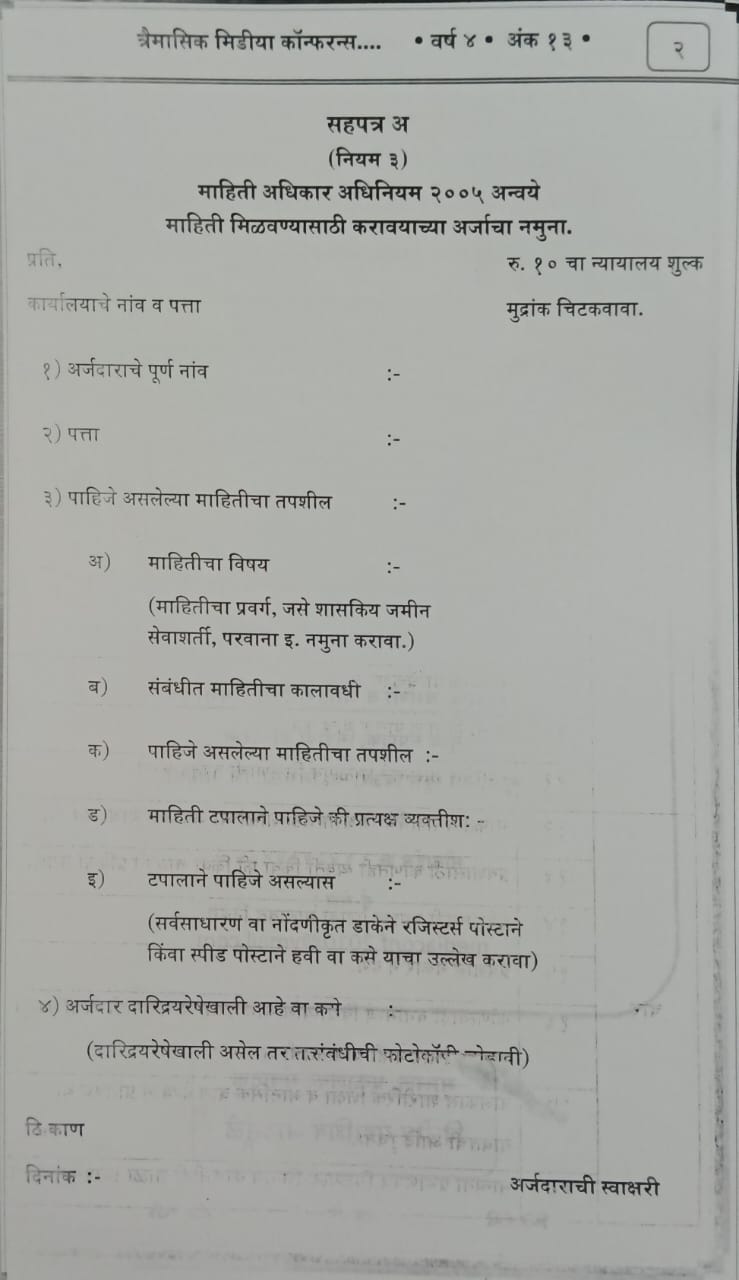 त्रैमासिक मिडीया कॉन्फरन्स.... • वर्ष ४ • अंक १३ • २
सहपत्र अ
(नियम ३)
माहिती अधिकार अधिनियम २००५ अन्वये
माहिती मिळवण्यासाठी करावयाच्या अर्जाचा नमुना.
प्रति, रु. १० चा न्यायालय शुल्क
कार्यालयाचे नांव व पत्ता मुद्रांक चिटकवावा.
१) अर्जदाराचे पूर्ण नांव :-
२) पत्ता :-
३) पाहिजे असलेल्या माहितीचा तपशील :-
अ) माहितीचा विषय :-
(माहितीचा प्रवर्ग, जसे शासकिय जमीन
सेवाशर्ती, परवाना इ. नमुना करावा.)
ब) संबंधीत माहितीचा कालावधी :-
क) पाहिजे असलेल्या माहितीचा तपशील :-
ड) माहिती टपालाने पाहिजे की प्रत्यक्ष व्यक्तीश: -
इ) टपालाने पाहिजे असल्यास :-
(सर्वसाधारण वा नोंदणीकृत डाकेने रजिस्टर्स पोस्टाने
किंवा स्पीड पोस्टाने हवी वा कसे याचा उल्लेख करावा)
४) अर्जदार दारिद्रयरेषेखाली आहे वा कसे :-
(दारिद्रयरेषेखाली असेल तर तत्संबंधीची फोटोकॉपी जोडावी)
ठिकाण
दिनांक :- अर्जदाराची स्वाक्षरी